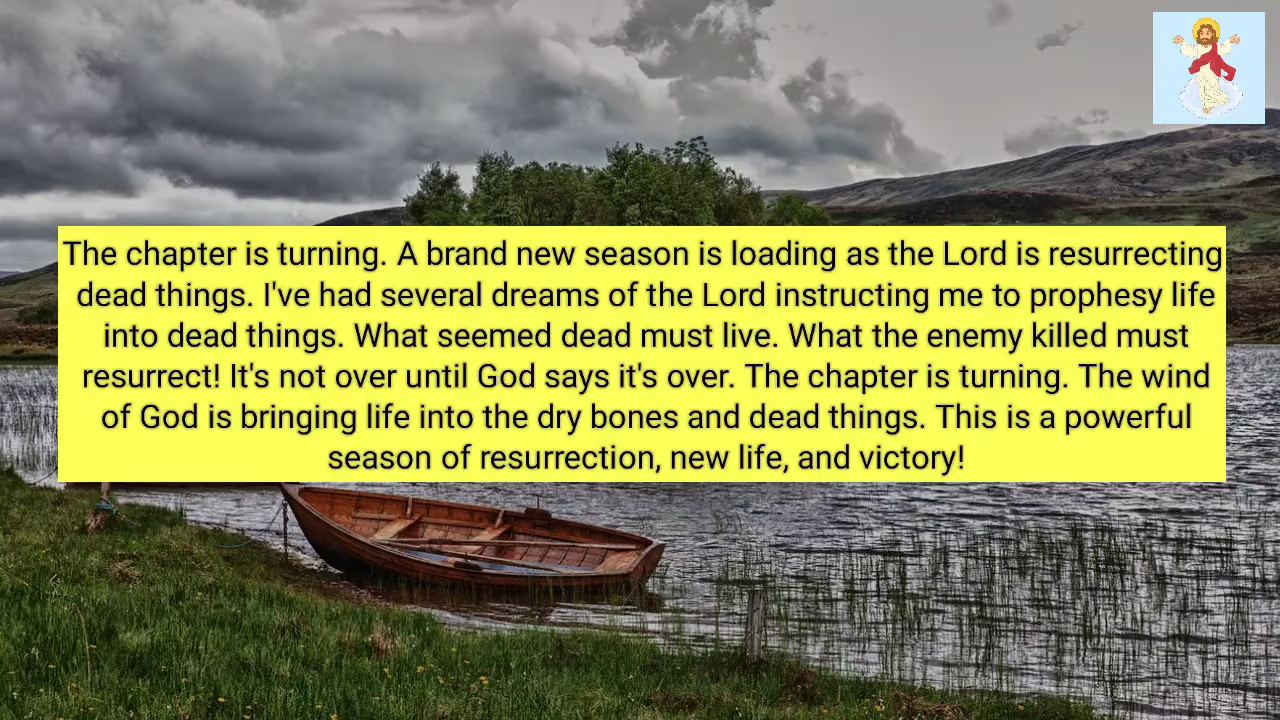 The chapter is turning. A brand new season is loading as the Lord is resurrecting
dead things. I've had several dreams of the Lord instructing me to prophesy life
into dead things. What seemed dead must live. What the enemy killed must
resurrect! It's not over until God says it's over. The chapter is turning. The wind
of God is bringing life into the dry bones and dead things. This is a powerful
season of resurrection, new life, and victory!